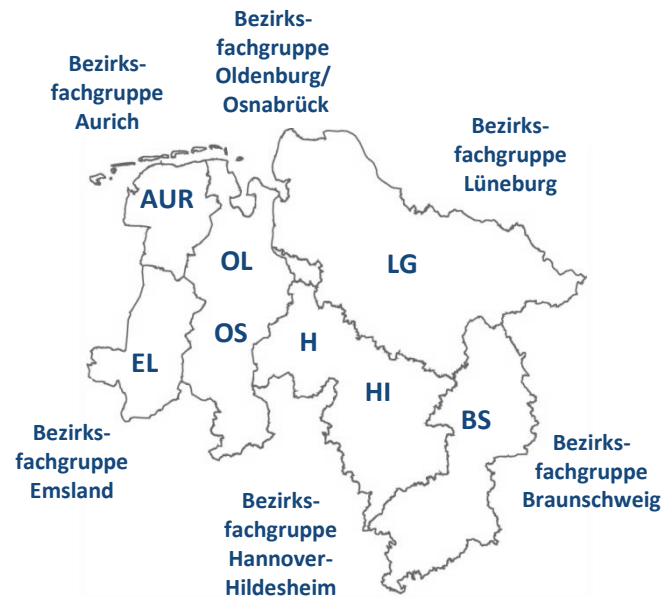 Bezirks-
fachgruppe
Oldenburg/
Osnabrück
Bezirks-
fachgruppe
Aurich
Bezirks-
fachgruppe
Lüneburg
AUR
OL
LG
OS
H
EL
HI
BS
Bezirks-
fachgruppe
Emsland
Bezirks-
fachgruppe
Braunschweig
Bezirks-
fachgruppe
Hannover-
Hildesheim